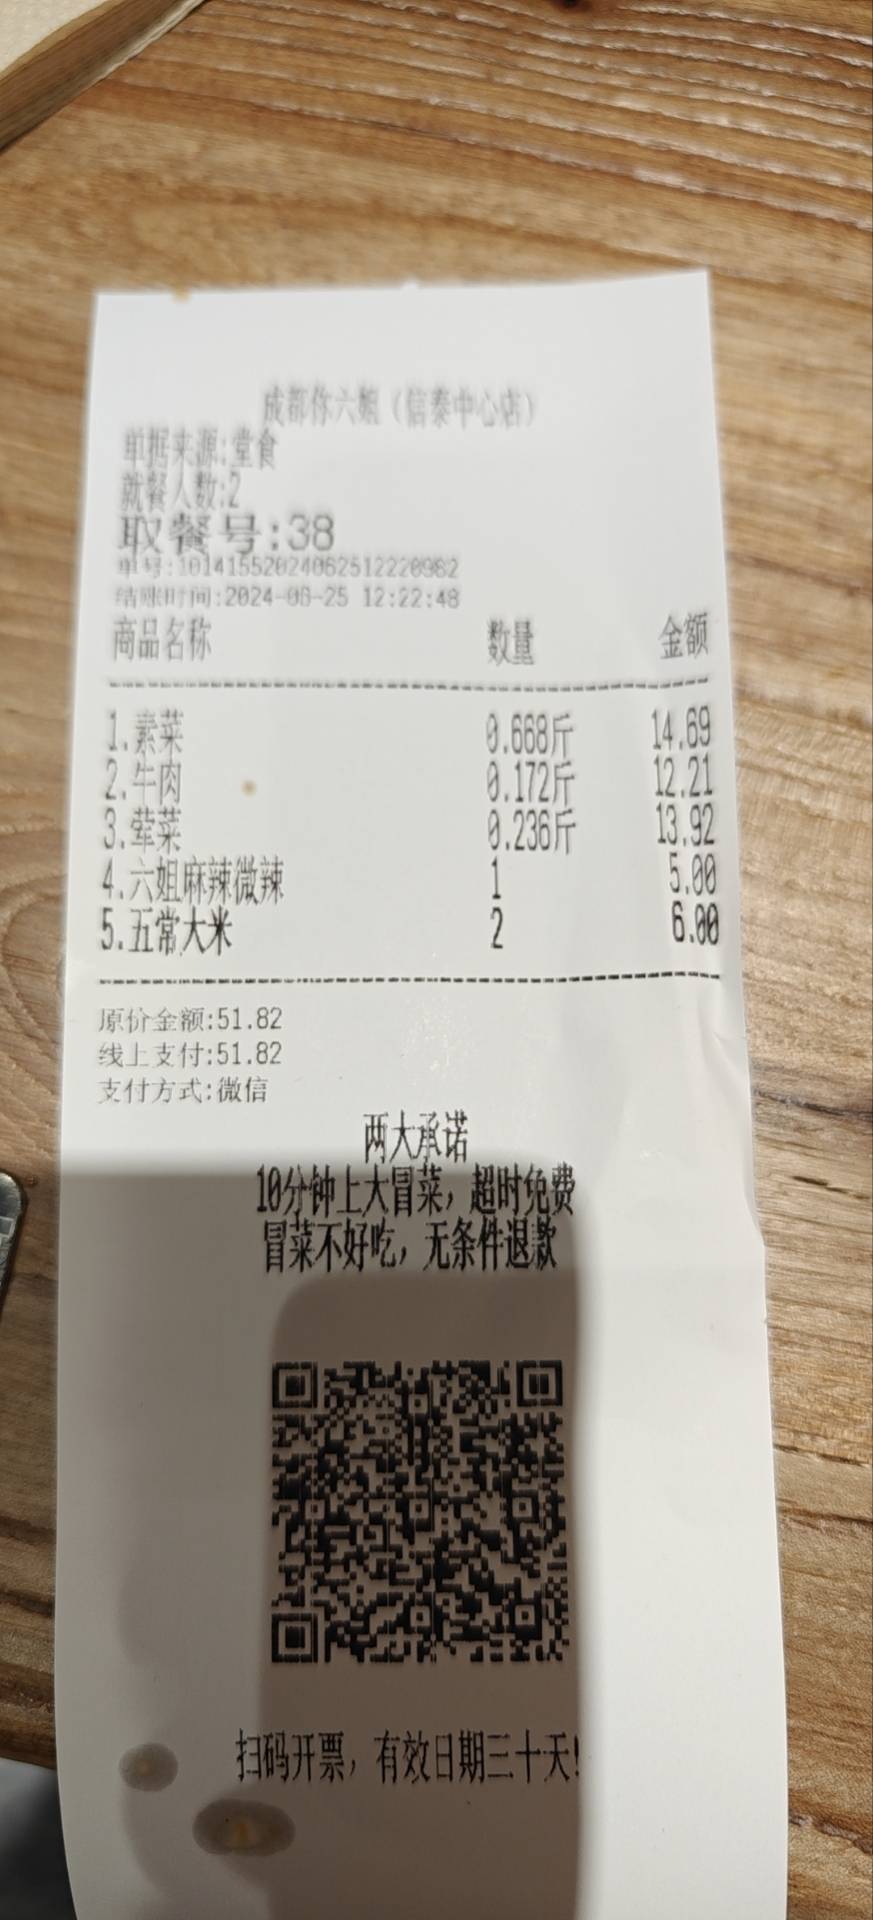 成都你六姐（信泰中心店）
单据来源:堂食
就餐人数:2
取餐号:38
单号:10141552024062512220982
结账时间:2024-06-25 12:22:48
商品名称 数量 金额
1.素菜 0.668斤 14.69
2.牛肉 0.172斤 12.21
3.荤菜 0.236斤 13.92
4.六姐麻辣微辣 1 5.00
5.五常大米 2 6.00
原价金额:51.82
线上支付:51.82
支付方式:微信
两大承诺
10分钟上大冒菜，超时免费
冒菜不好吃，无条件退款
扫码开票，有效日期三十天!